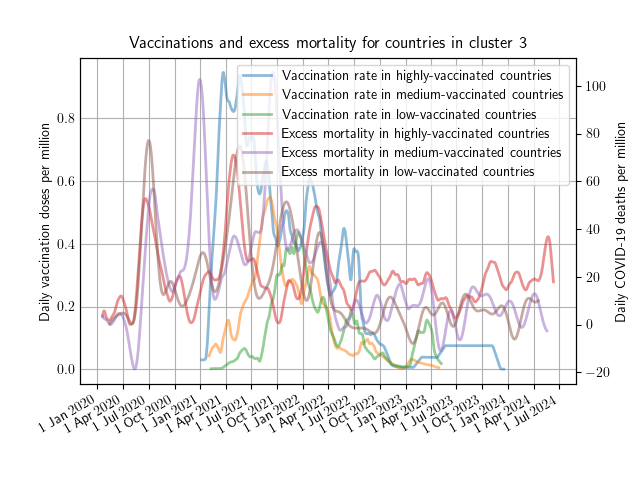 Vaccinations and excess mortality for countries in cluster 3
Vaccination rate in highly-vaccinated countries
Vaccination rate in medium-vaccinated countries
Vaccination rate in low-vaccinated countries
Excess mortality in highly-vaccinated countries
Excess mortality in medium-vaccinated countries
Excess mortality in low-vaccinated countries
Daily vaccination doses per million
0.8
0.6
0.4
0.2
0.0
100
80
60
40
20
0
−20
Daily COVID-19 deaths per million
1 Jan 2020
1 Apr 2020
1 Jul 2020
1 Oct 2020
1 Jan 2021
1 Apr 2021
1 Jul 2021
1 Oct 2021
1 Jan 2022
1 Apr 2022
1 Jul 2022
1 Oct 2022
1 Jan 2023
1 Apr 2023
1 Jul 2023
1 Oct 2023
1 Jan 2024
1 Apr 2024
1 Jul 2024